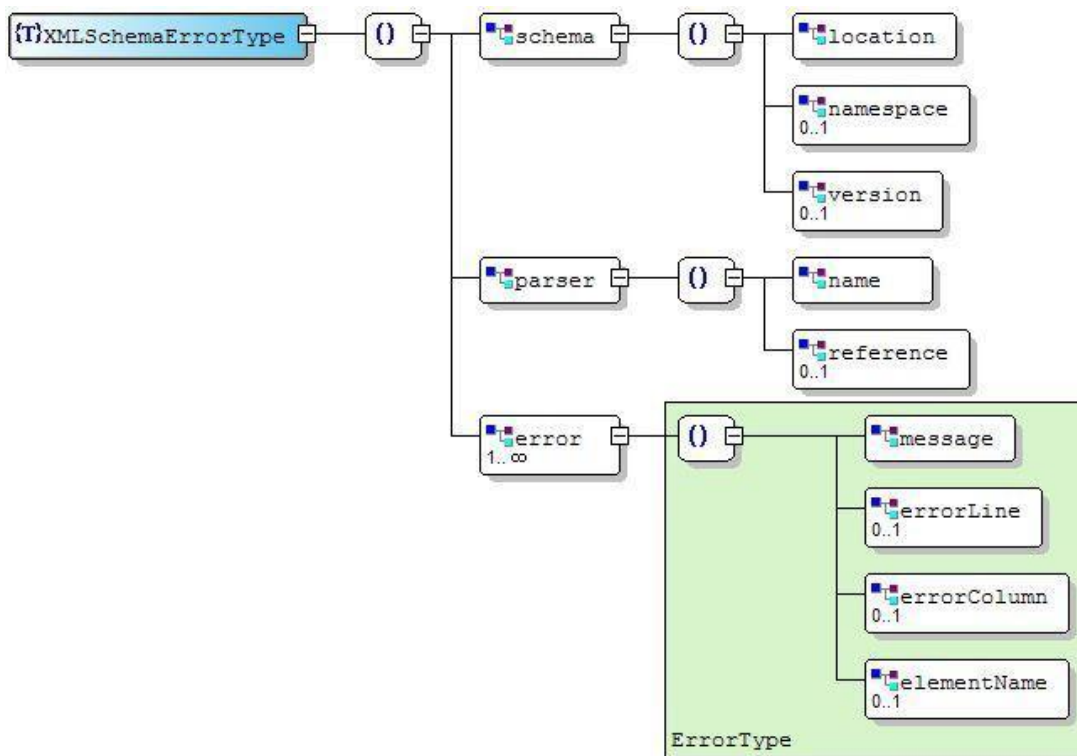 {T}XMLSchemaErrorType
()
schema
()
location
namespace
0..1
version
0..1
parser
()
name
reference
0..1
error
1..∞
()
message
errorLine
0..1
errorColumn
0..1
elementName
0..1
ErrorType